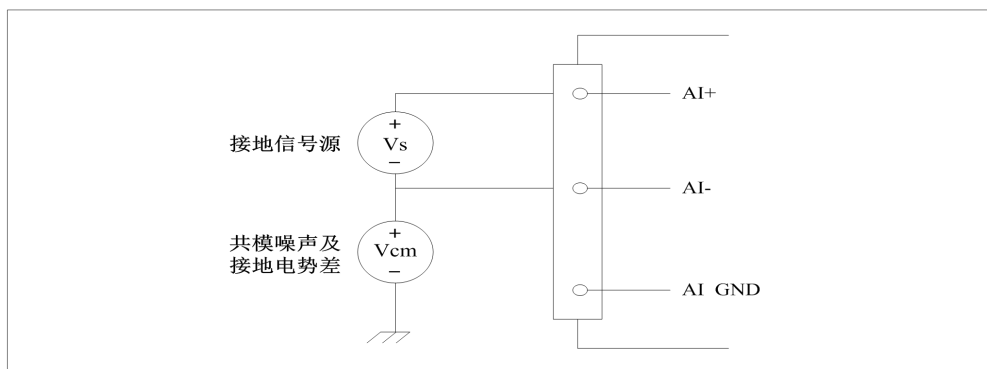 AI+
接地信号源
+
Vs
−
AI-
共模噪声及
接地电势差
+
Vcm
−
AI GND